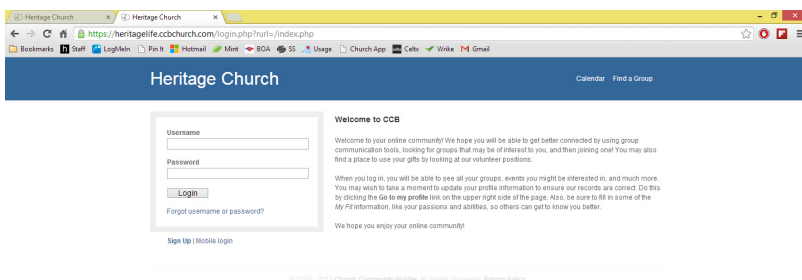 Heritage Church
Heritage Church
https://heritagelife.ccbchurch.com/login.php?rurl=/index.php
Bookmarks
Staff
LogMeIn
Pin It
Hotmail
Mint
BOA
SS
Usage
Church App
Celtx
Wrike
Gmail
Heritage Church
Calendar Find a Group
Username
Password
Login
Forgot username or password?
Sign Up | Mobile login
Welcome to CCB
Welcome to your online community! We hope you will be able to get better connected by using group
communication tools, looking for groups that may be of interest to you, and then joining one! You may also
find a place to use your gifts by looking at our volunteer positions.
When you log in, you will be able to see all your groups, events you might be interested in, and much more.
You may wish to take a moment to update your profile information to ensure our records are correct. Do this
by clicking the Go to my profile link on the upper right side of the page. Also, be sure to fill in some of the
My Fit information, like your passions and abilities, so others can get to know you better.
We hope you enjoy your online community!
Church Community Builder. All Rights Reserved. Privacy Policy